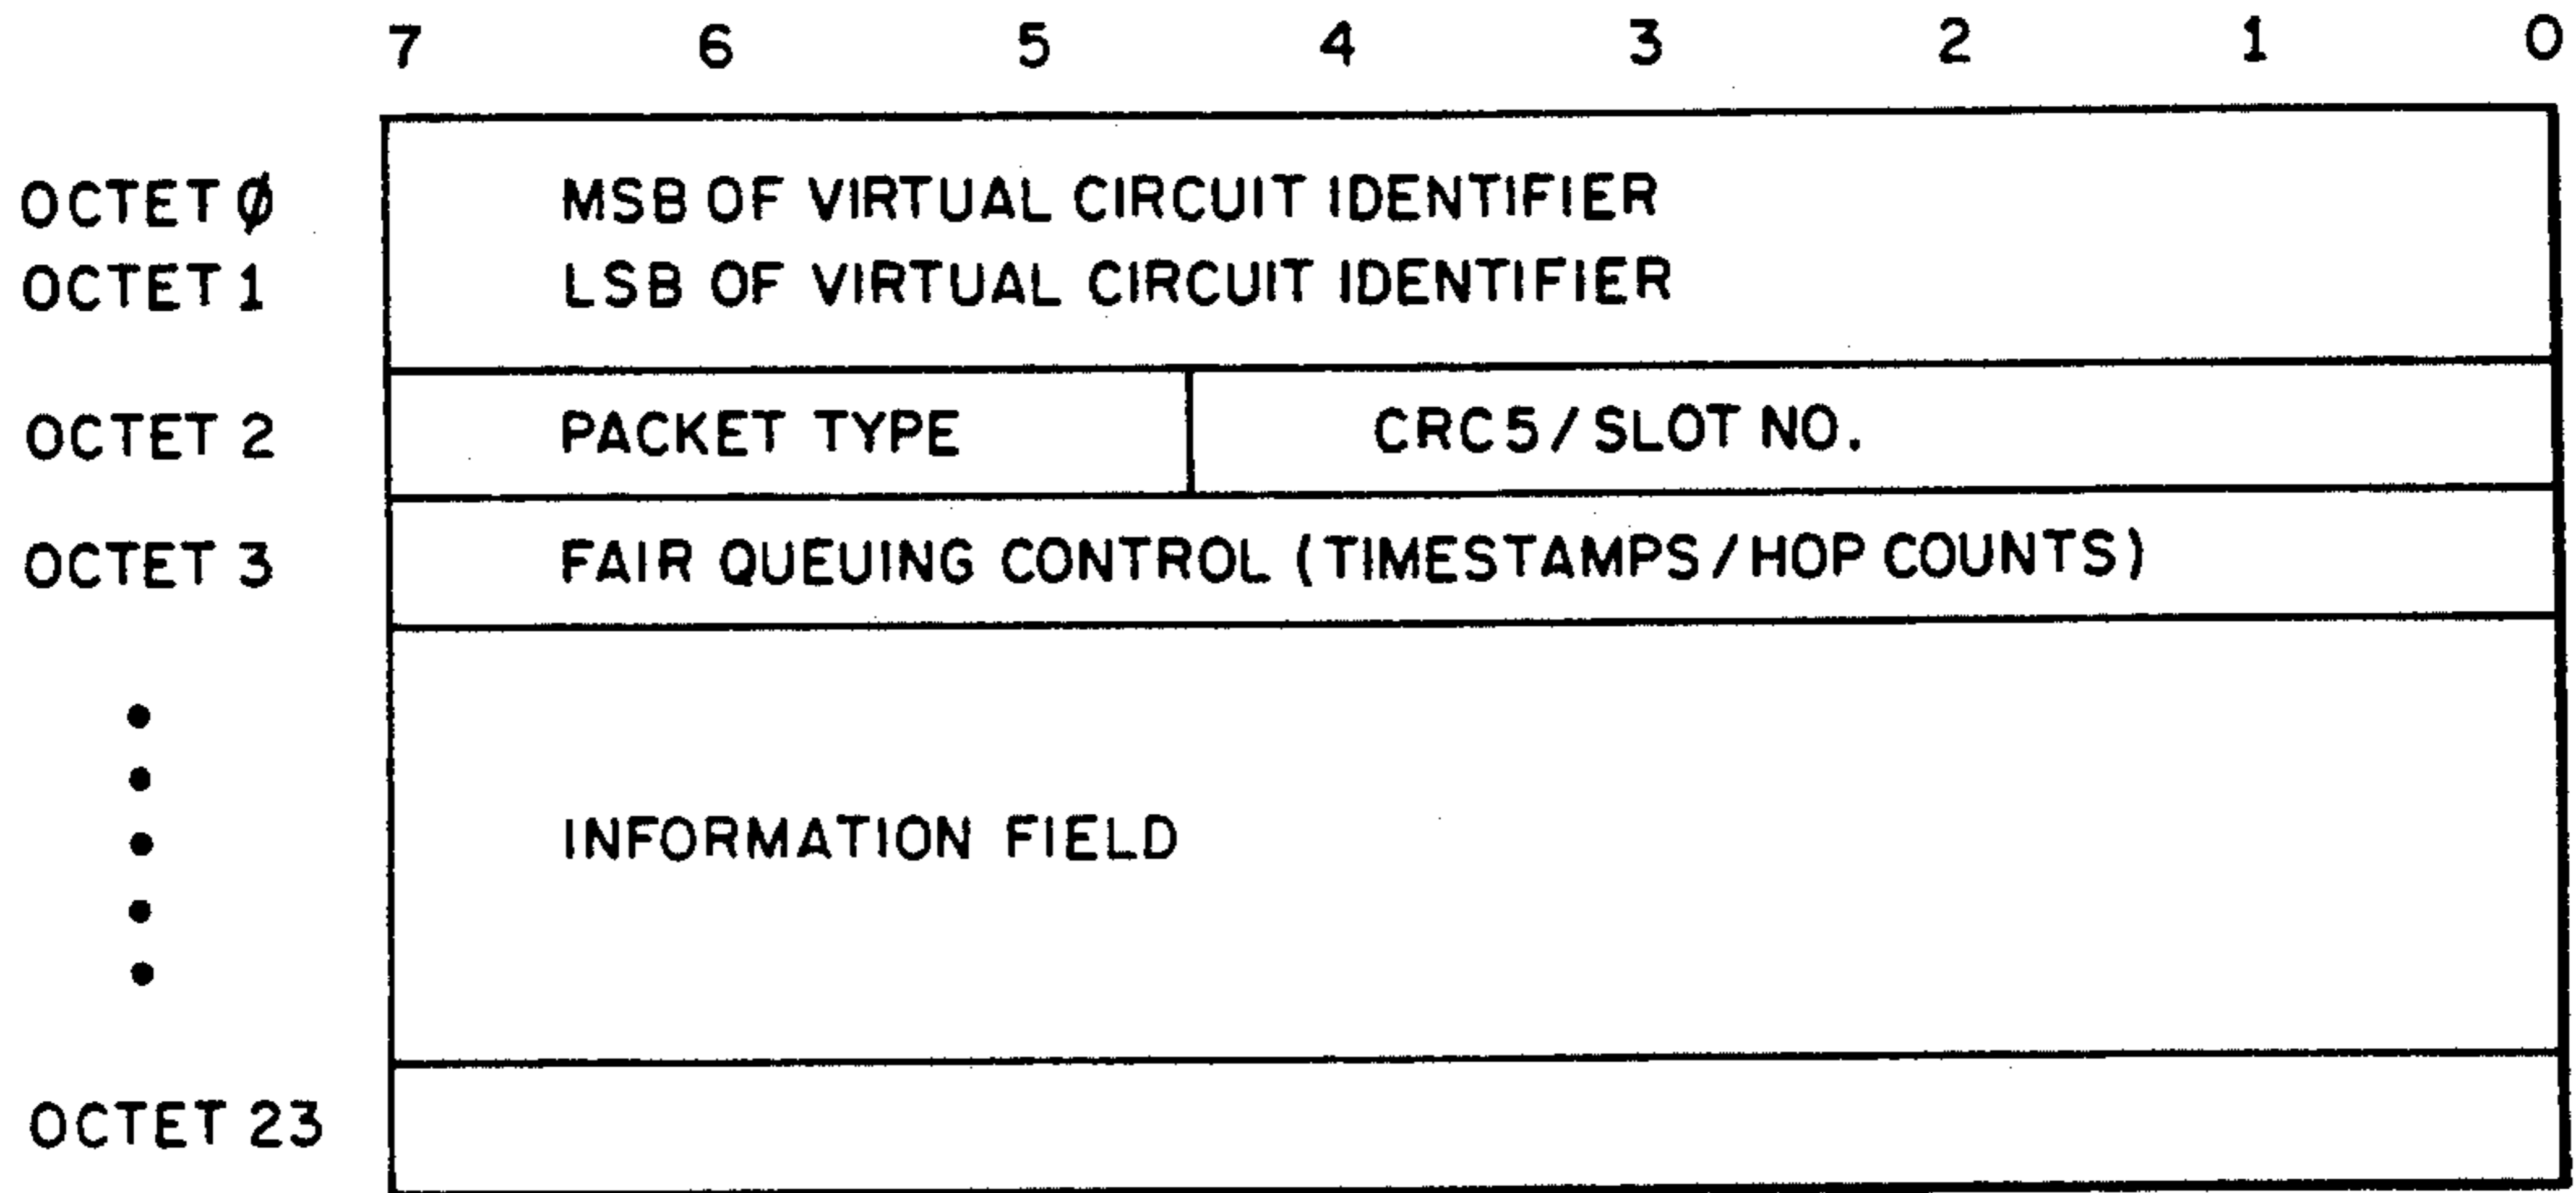 7 6 5 4 3 2 1 0
OCTET Ø MSB OF VIRTUAL CIRCUIT IDENTIFIER
OCTET 1 LSB OF VIRTUAL CIRCUIT IDENTIFIER
OCTET 2 PACKET TYPE CRC5/SLOT NO.
OCTET 3 FAIR QUEUING CONTROL (TIMESTAMPS/HOP COUNTS)
INFORMATION FIELD
OCTET 23